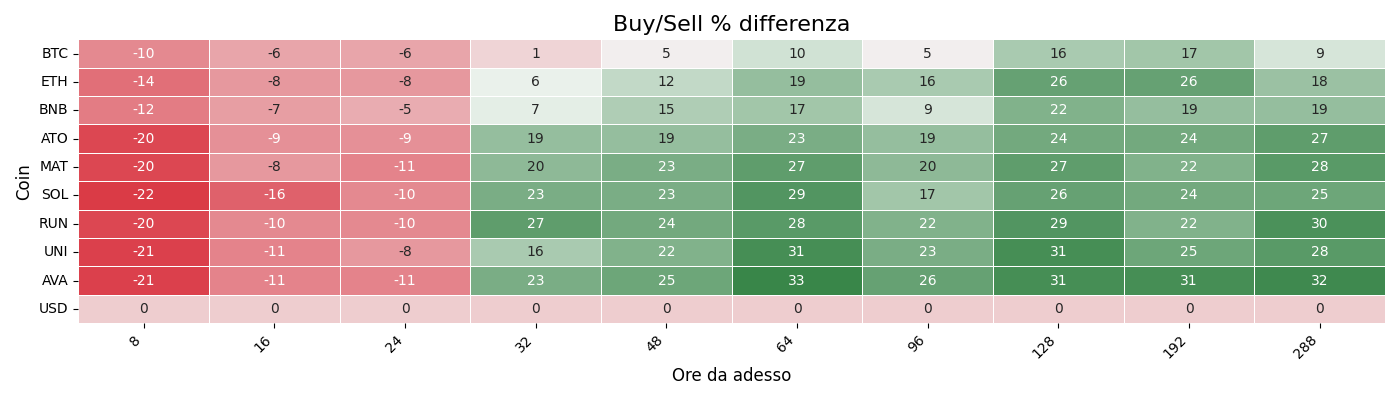 Buy/Sell % differenza
Coin
BTC -10 -6 -6 1 5 10 5 16 17 9
ETH -14 -8 -8 6 12 19 16 26 26 18
BNB -12 -7 -5 7 15 17 9 22 19 19
ATO -20 -9 -9 19 19 23 19 24 24 27
MAT -20 -8 -11 20 23 27 20 27 22 28
SOL -22 -16 -10 23 23 29 17 26 24 25
RUN -20 -10 -10 27 24 28 22 29 22 30
UNI -21 -11 -8 16 22 31 23 31 25 28
AVA -21 -11 -11 23 25 33 26 31 31 32
USD 0 0 0 0 0 0 0 0 0 0
8 16 24 32 48 64 96 128 192 288
Ore da adesso